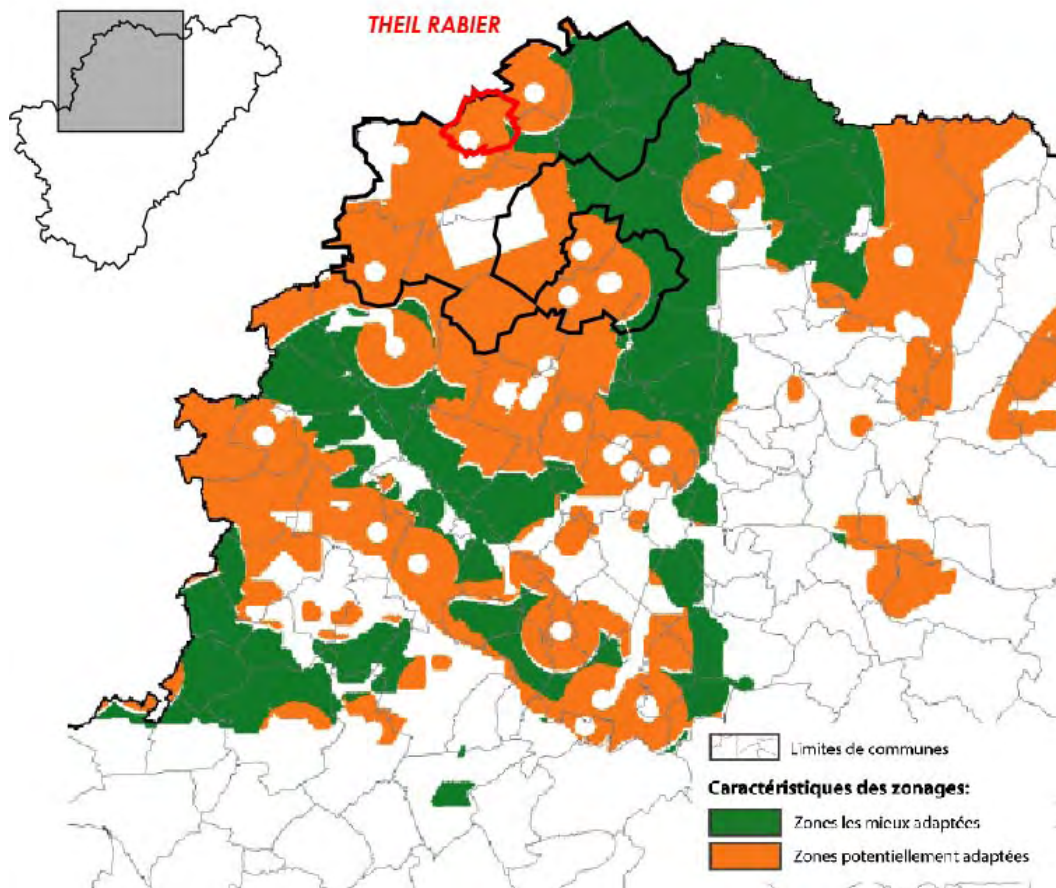 THEIL RABIER
Limites de communes
Caractéristiques des zonages:
Zones les mieux adaptées
Zones potentiellement adaptées